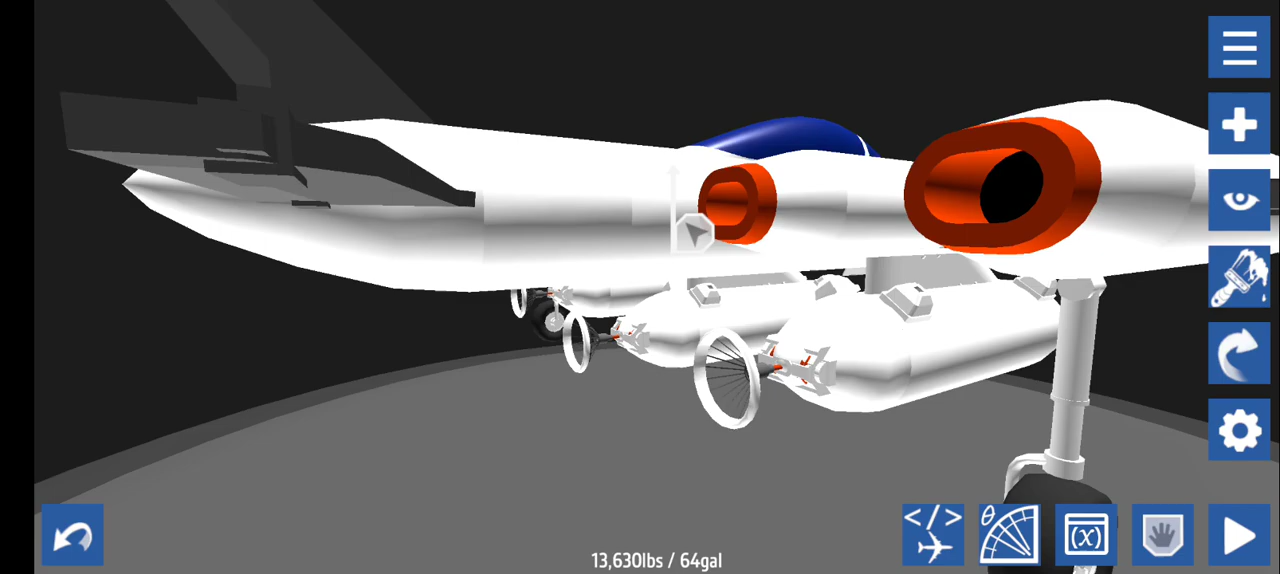 </>
θ
(x)
13,630lbs / 64gal